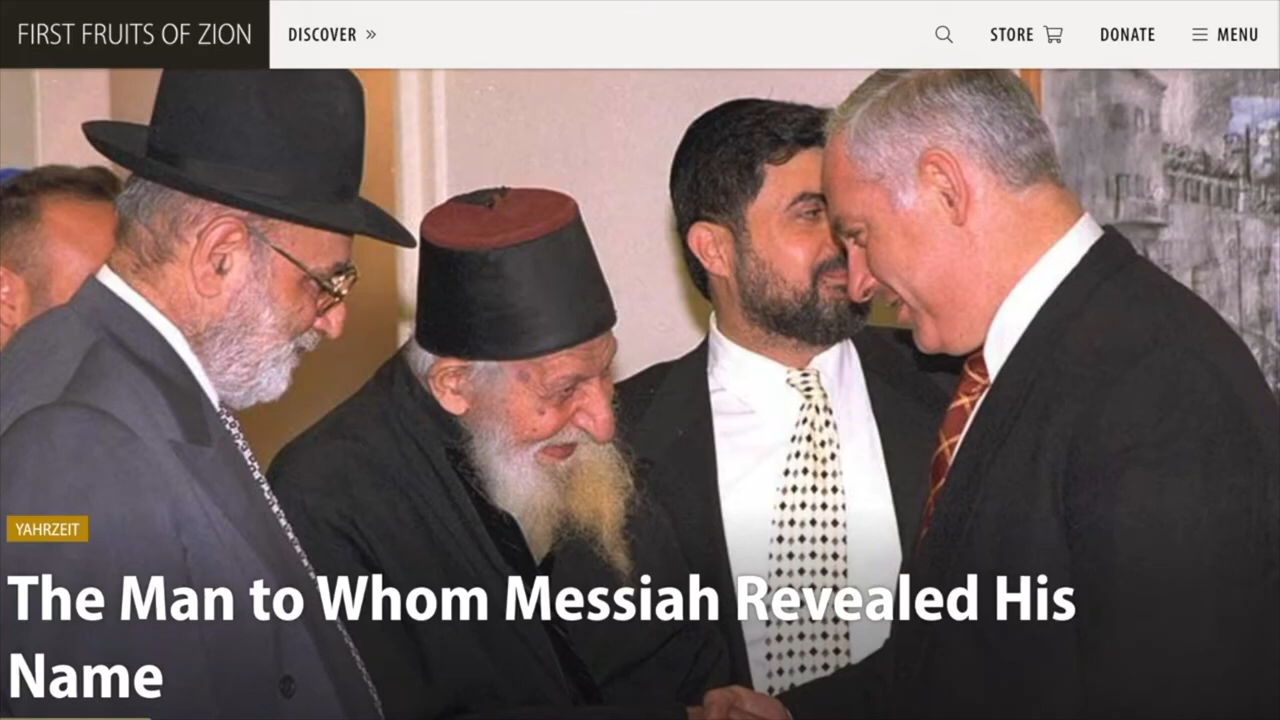 FIRST FRUITS OF ZION
DISCOVER »
STORE
DONATE
MENU
YAHRZEIT
The Man to Whom Messiah Revealed His
Name